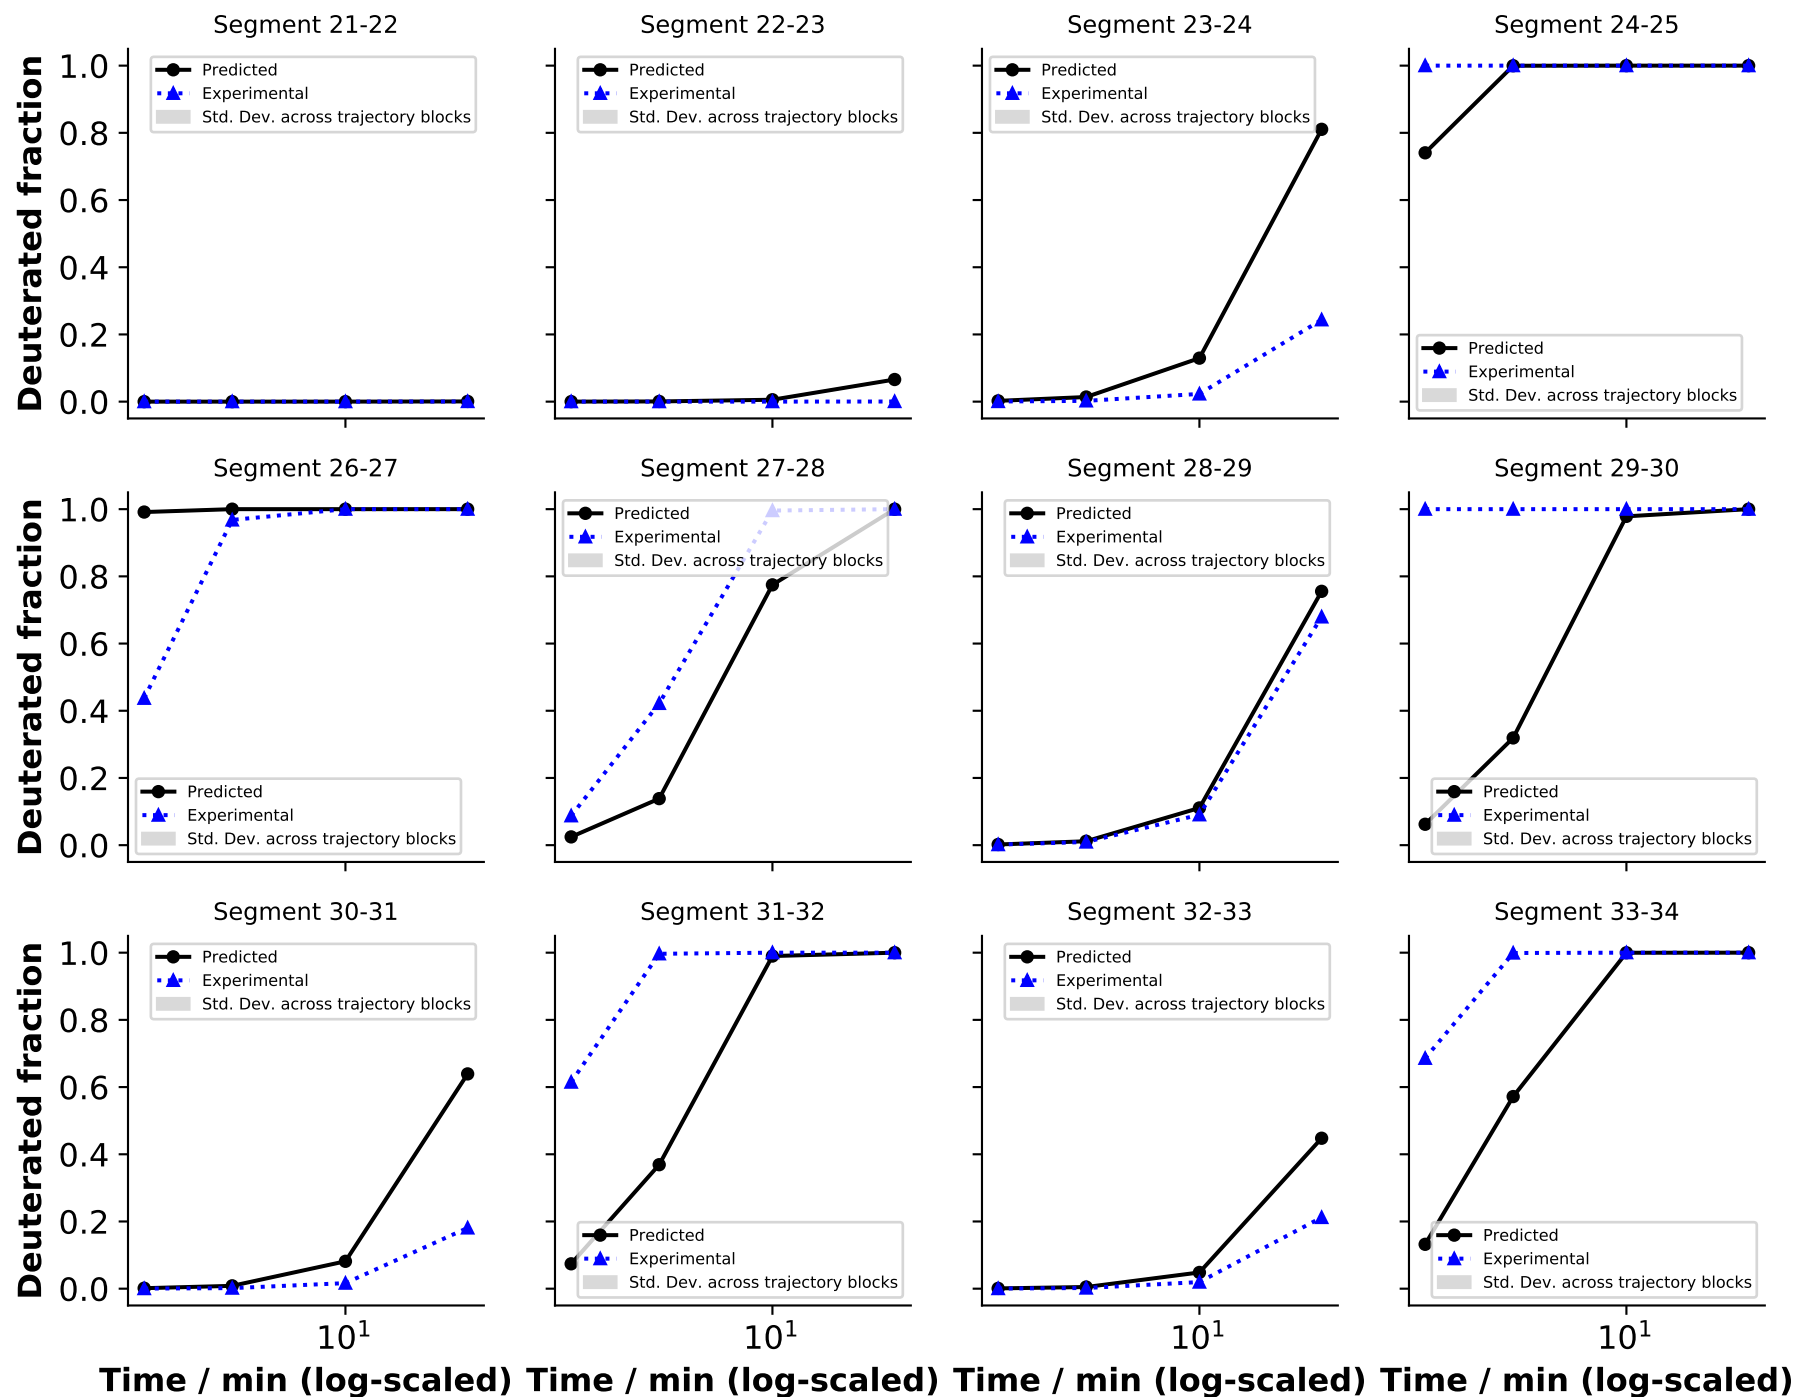 Segment 21-22
Segment 22-23
Segment 23-24
Segment 24-25
Deuterated fraction
1.0
0.8
0.6
0.4
0.2
0.0
Predicted
Experimental
Std. Dev. across trajectory blocks
Predicted
Experimental
Std. Dev. across trajectory blocks
Predicted
Experimental
Std. Dev. across trajectory blocks
Predicted
Experimental
Std. Dev. across trajectory blocks
Segment 26-27
Segment 27-28
Segment 28-29
Segment 29-30
Deuterated fraction
1.0
0.8
0.6
0.4
0.2
0.0
Predicted
Experimental
Std. Dev. across trajectory blocks
Predicted
Experimental
Std. Dev. across trajectory blocks
Predicted
Experimental
Std. Dev. across trajectory blocks
Predicted
Experimental
Std. Dev. across trajectory blocks
Segment 30-31
Segment 31-32
Segment 32-33
Segment 33-34
Deuterated fraction
1.0
0.8
0.6
0.4
0.2
0.0
Predicted
Experimental
Std. Dev. across trajectory blocks
Predicted
Experimental
Std. Dev. across trajectory blocks
Predicted
Experimental
Std. Dev. across trajectory blocks
Predicted
Experimental
Std. Dev. across trajectory blocks
10¹
10¹
10¹
10¹
Time / min (log-scaled)
Time / min (log-scaled)
Time / min (log-scaled)
Time / min (log-scaled)